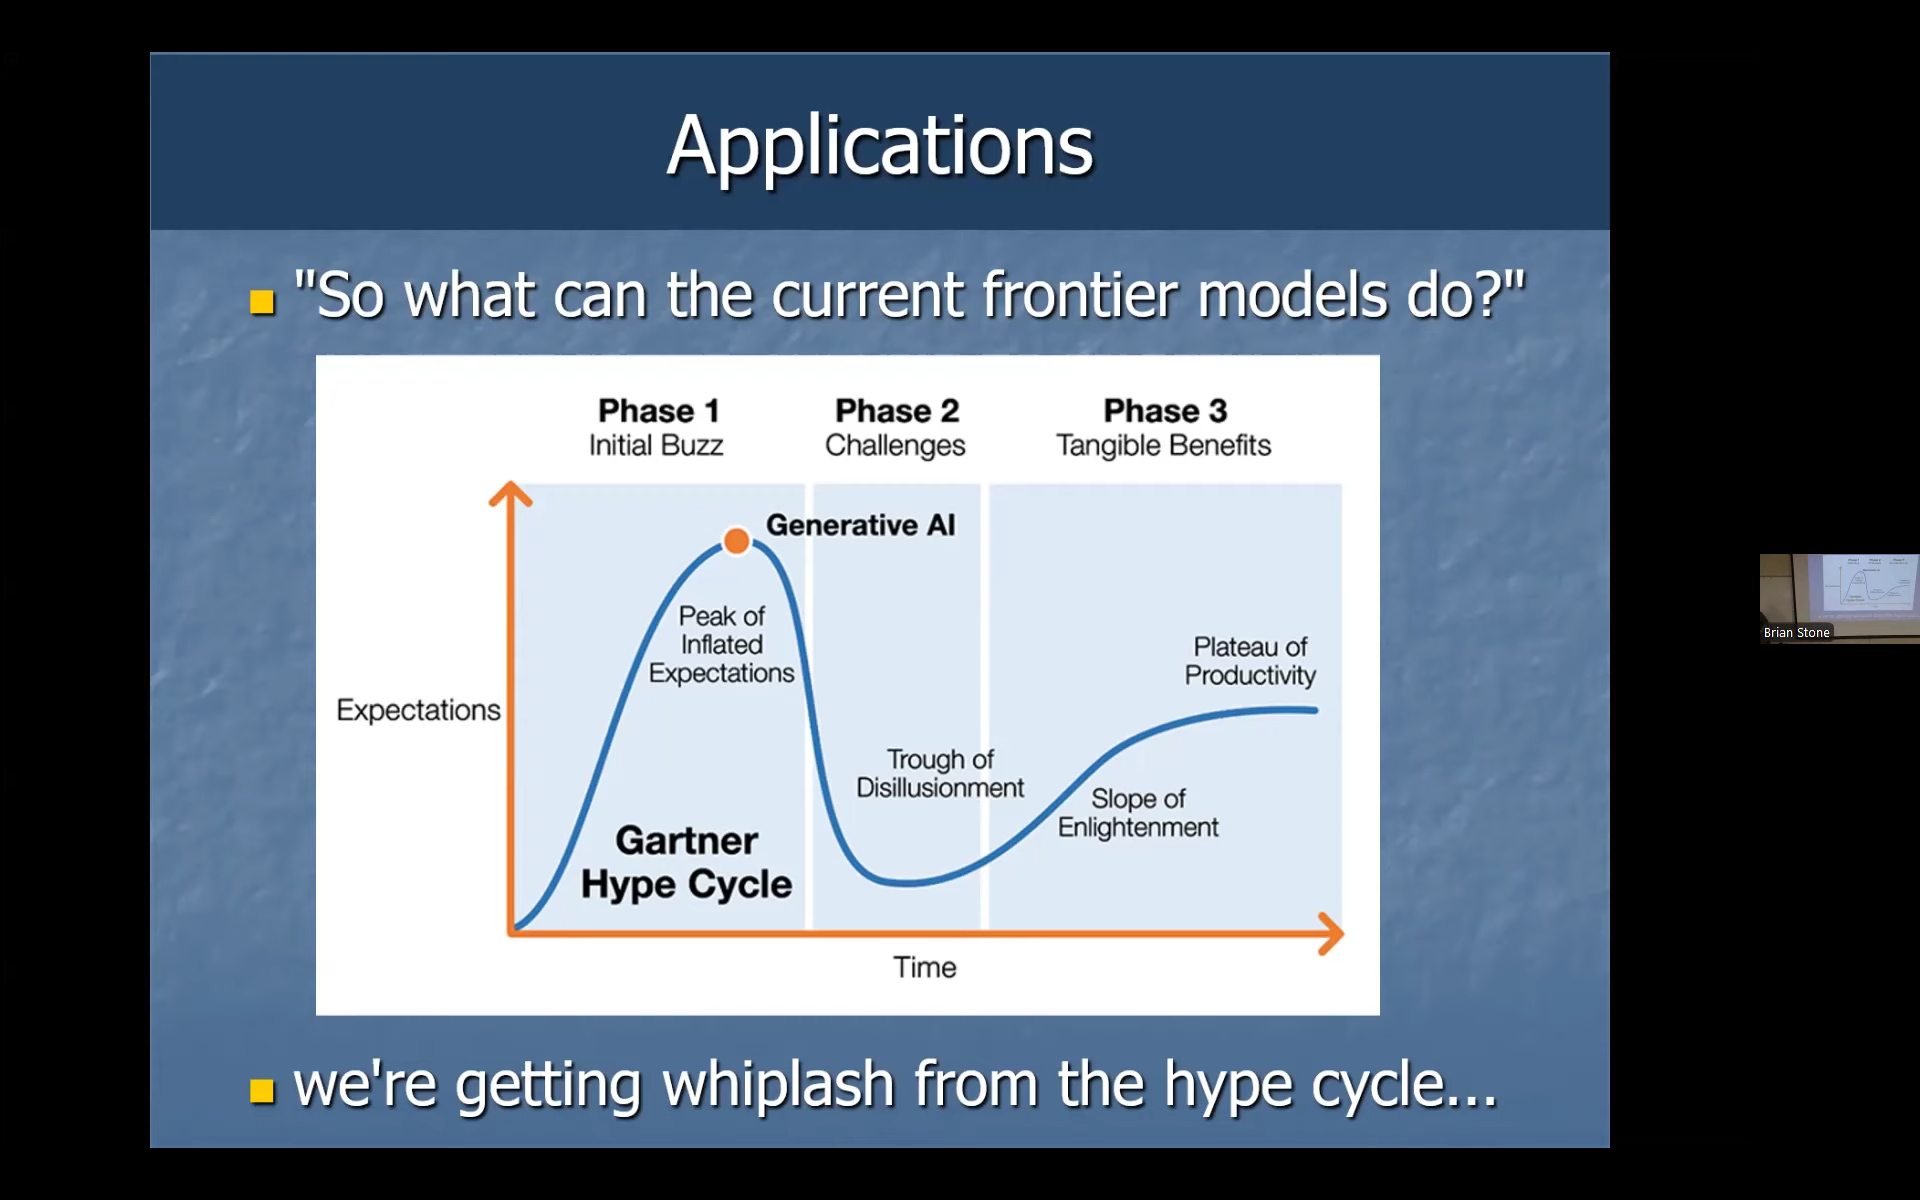 Applications
"So what can the current frontier models do?"
Phase 1
Initial Buzz
Phase 2
Challenges
Phase 3
Tangible Benefits
Generative AI
Peak of
Inflated
Expectations
Plateau of
Productivity
Expectations
Trough of
Disillusionment
Slope of
Enlightenment
Gartner
Hype Cycle
Time
we're getting whiplash from the hype cycle...
Brian Stone